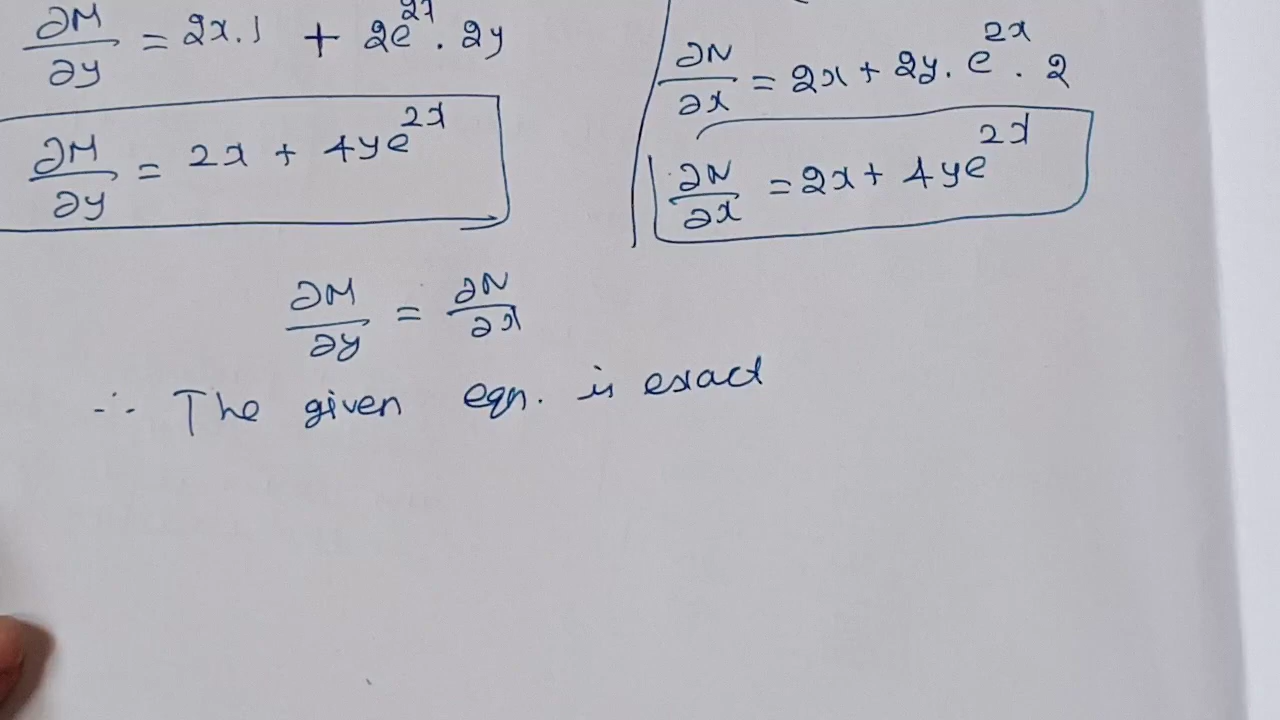 ∂M/∂y = 2x.1 + 2e^2x . 2y
∂M/∂y = 2x + 4ye^2x
∂N/∂x = 2x + 2y. e^2x . 2
∂N/∂x = 2x + 4ye^2x
∂M/∂y = ∂N/∂x
∴ The given eqn. is exact